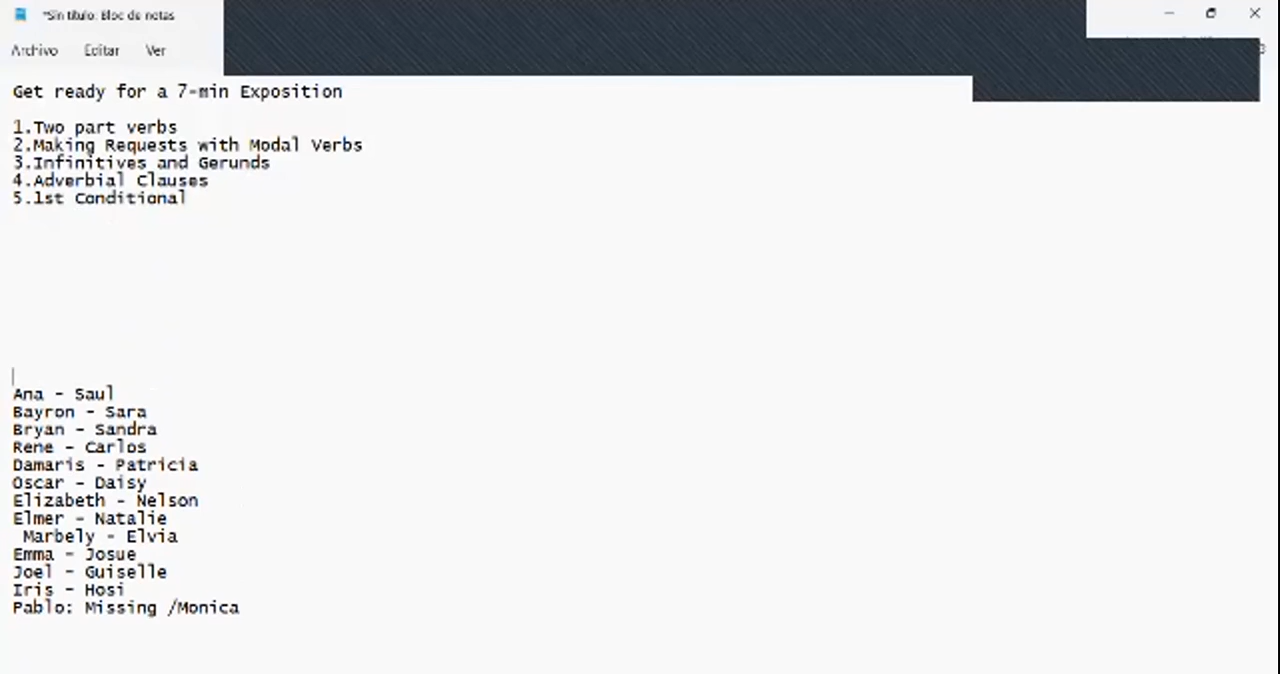 *Sin título: Bloc de notas
Archivo Editar Ver
Get ready for a 7-min Exposition
1.Two part verbs
2.Making Requests with Modal Verbs
3.Infinitives and Gerunds
4.Adverbial Clauses
5.1st Conditional
Ana - Saul
Bayron - Sara
Bryan - Sandra
Rene - Carlos
Damaris - Patricia
Oscar - Daisy
Elizabeth - Nelson
Elmer - Natalie
Marbely - Elvia
Emma - Josue
Joel - Guiselle
Iris - Hosi
Pablo: Missing /Monica